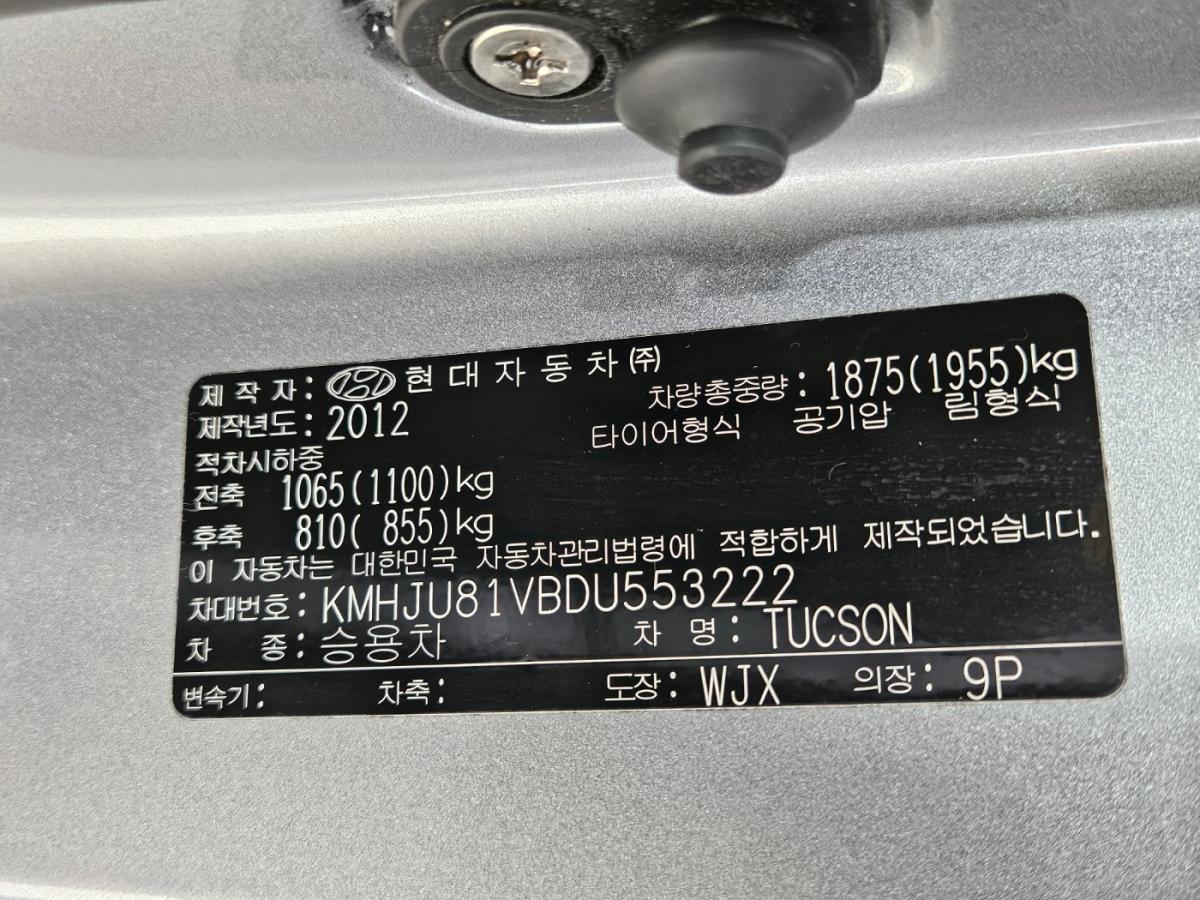 제 작 자 : 현 대 자 동 차 ㈜
제작년도 : 2012 차량총중량 : 1875(1955)kg
적차시하중 타이어형식 공기압 림형식
전축 1065(1100)kg
후축 810( 855)kg
이 자동차는 대한민국 자동차관리법령에 적합하게 제작되었습니다.
차대번호 : KMHJU81VBDU553222
차 종 : 승용차 차 명 : TUCSON
변속기 : 차축 : 도장 : WJX 의장 : 9P